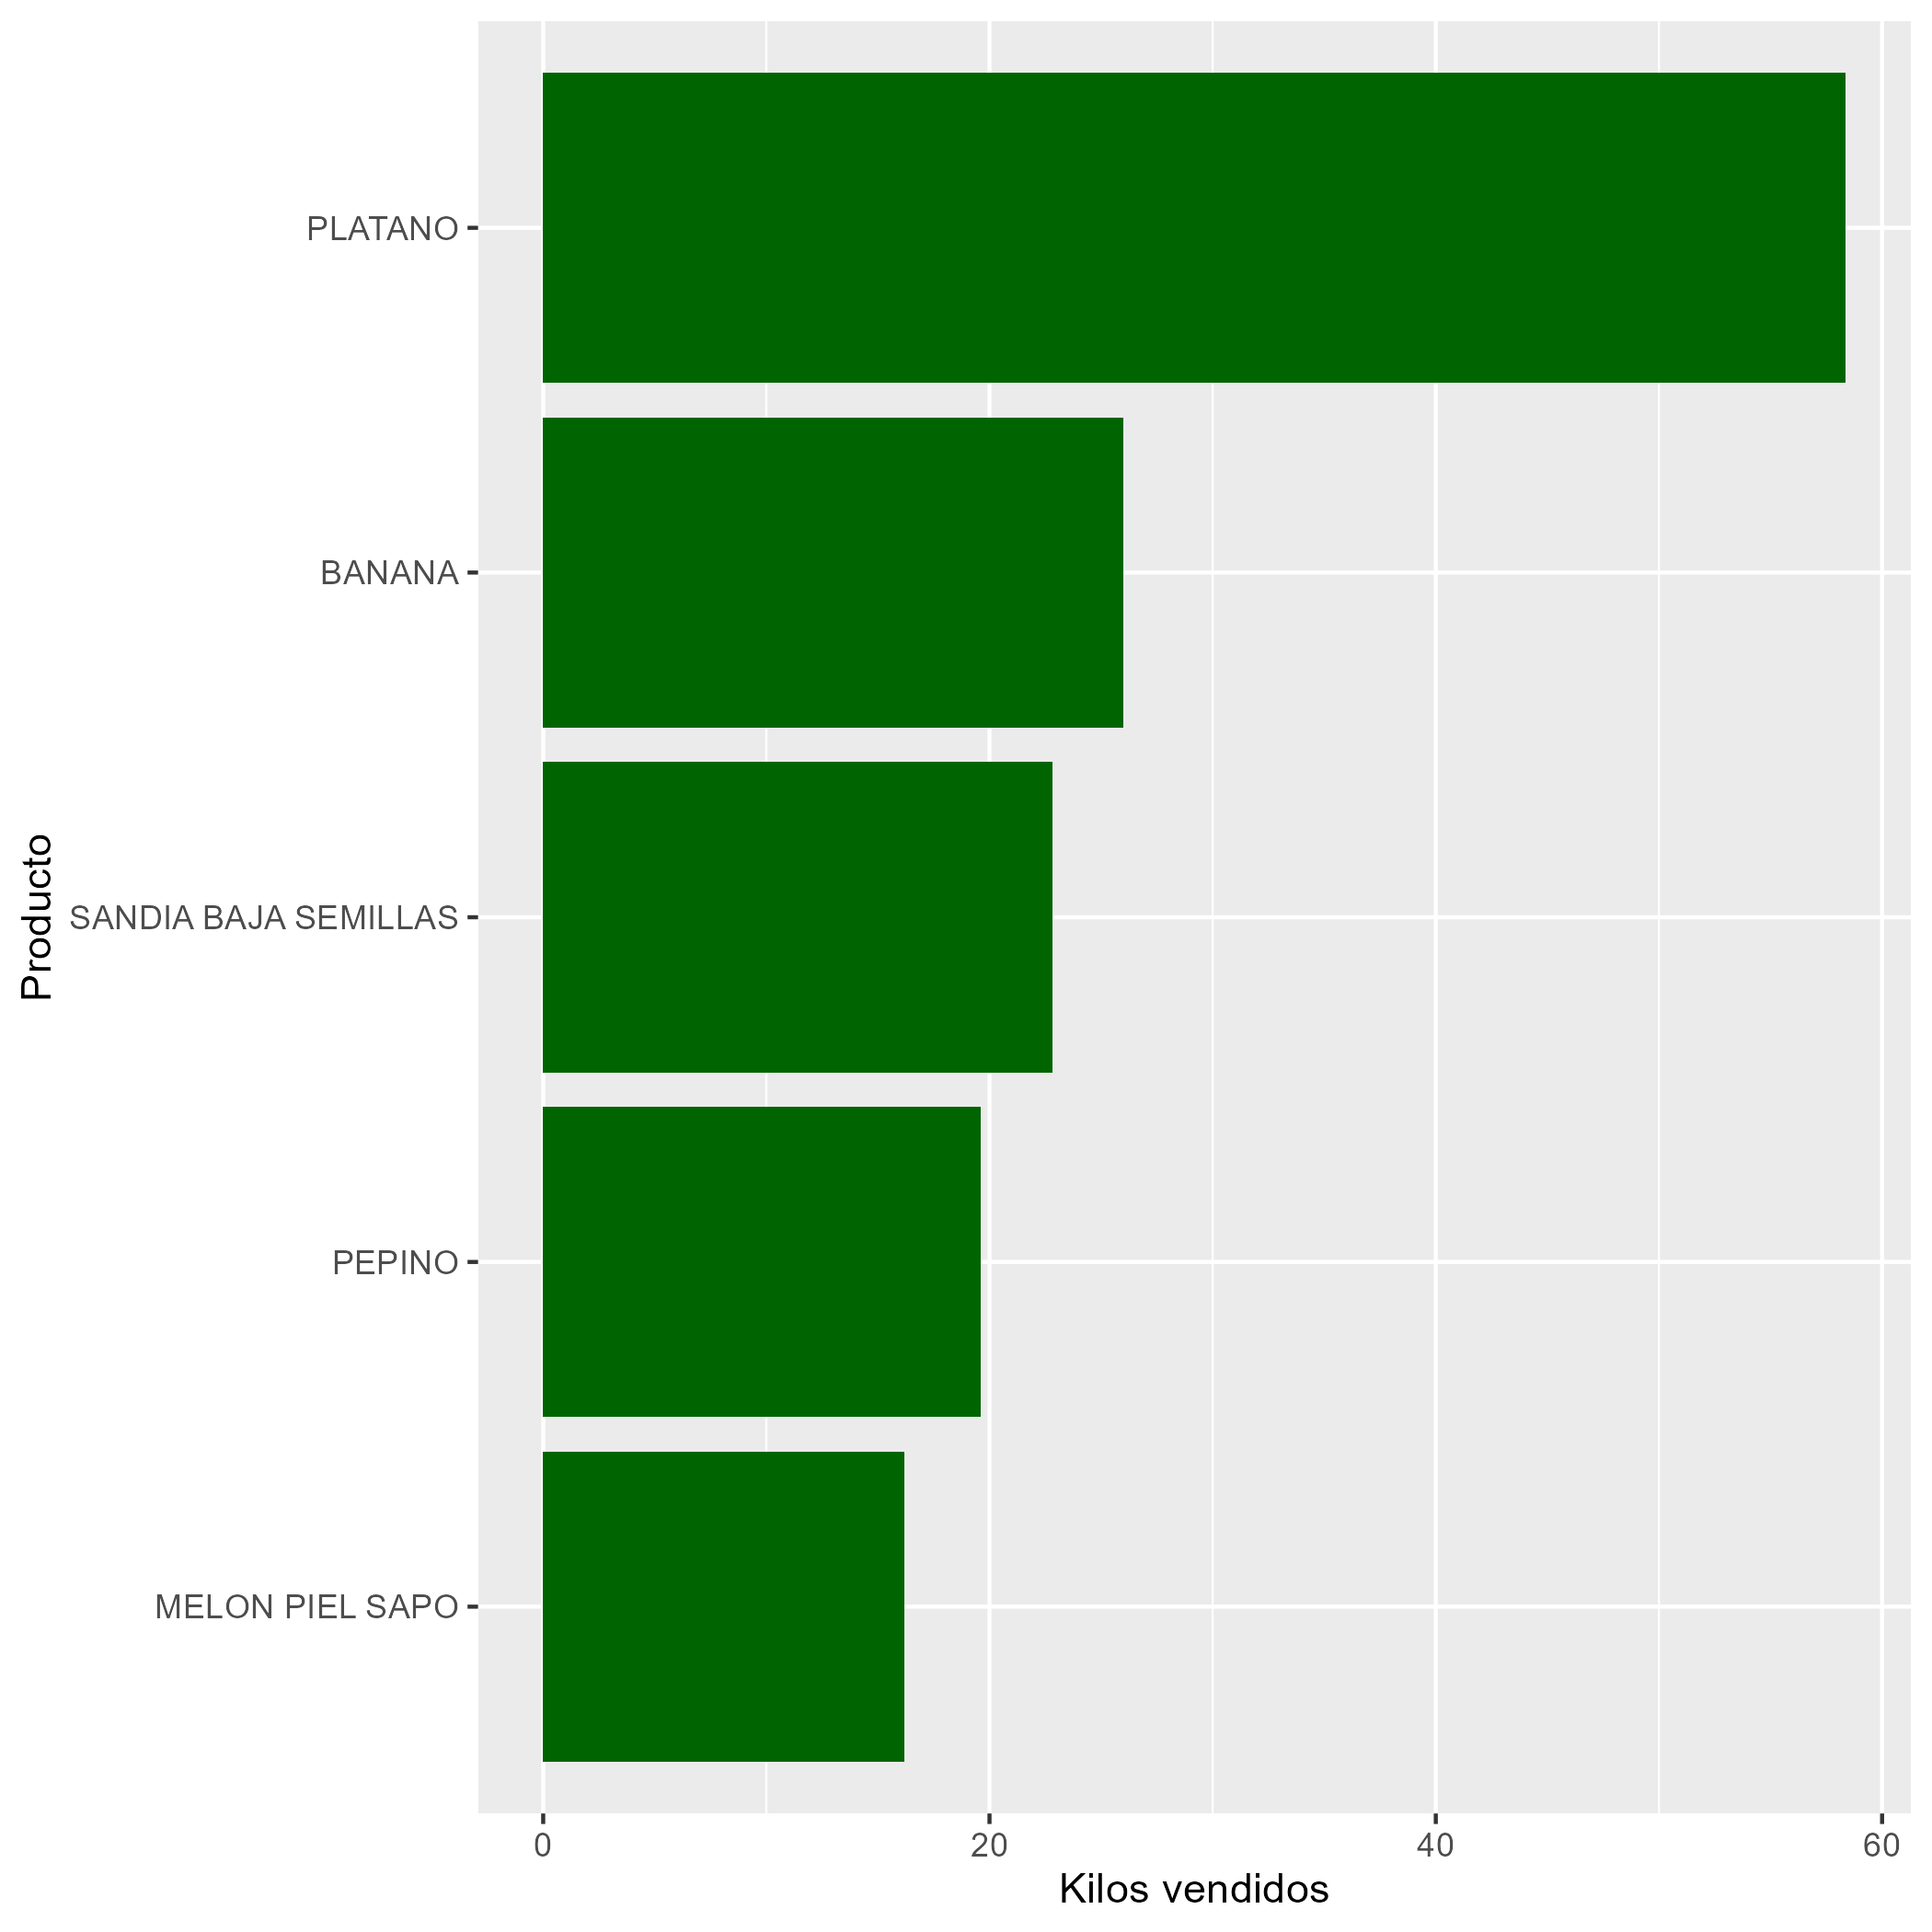 PLATANO
BANANA
SANDIA BAJA SEMILLAS
PEPINO
MELON PIEL SAPO
Producto
0 20 40 60
Kilos vendidos